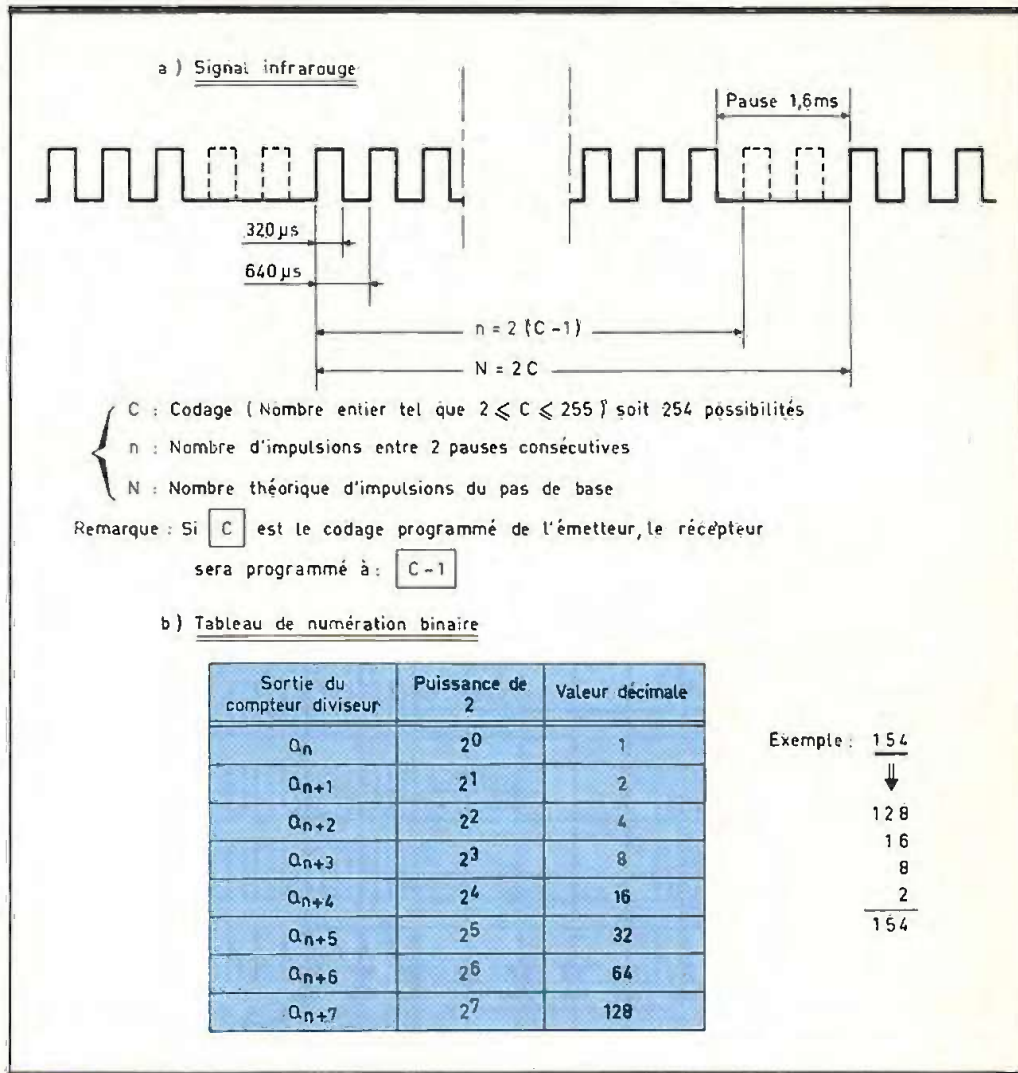 a ) Signal infrarouge
Pause 1,6ms
320 µs
640 µs
n = 2 (C-1)
N = 2C
C : Codage ( Nombre entier tel que 2 ⩽ C ⩽ 255 ) soit 254 possibilités
n : Nombre d'impulsions entre 2 pauses consécutives
N : Nombre théorique d'impulsions du pas de base
Remarque : Si C est le codage programmé de l'émetteur, le récepteur
sera programmé à : C-1
b ) Tableau de numération binaire
Sortie du compteur diviseur Puissance de 2 Valeur décimale
Qn 2⁰ 1
Qn+1 2¹ 2
Qn+2 2² 4
Qn+3 2³ 8
Qn+4 2⁴ 16
Qn+5 2⁵ 32
Qn+6 2⁶ 64
Qn+7 2⁷ 128
Exemple : 154
⇓
128
16
8
2
154